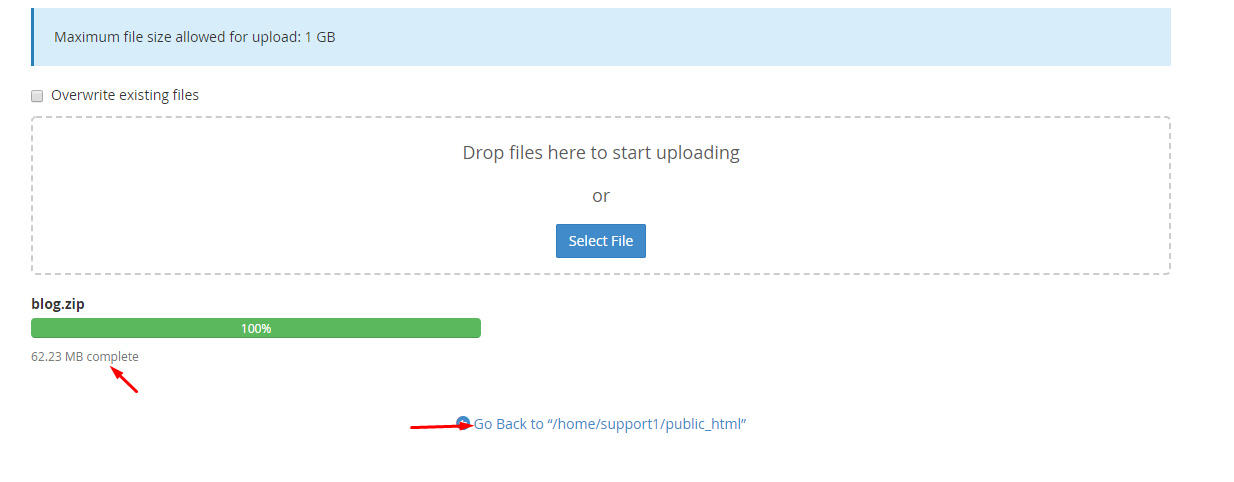 Maximum file size allowed for upload: 1 GB
Overwrite existing files
Drop files here to start uploading
or
Select File
blog.zip
100%
62.23 MB complete
Go Back to “/home/support1/public_html”